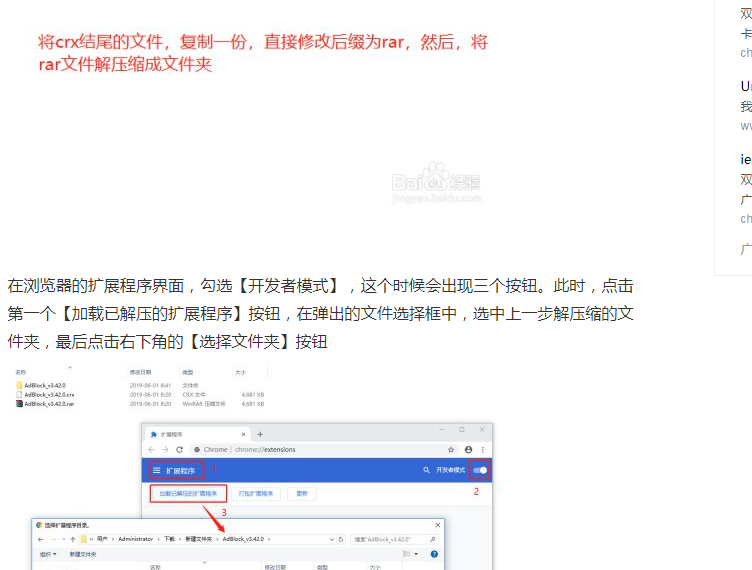 将crx结尾的文件，复制一份，直接修改后缀为rar，然后，将
rar文件解压缩成文件夹
Baidu 经验
jingyan.baidu.com
在浏览器的扩展程序界面，勾选【开发者模式】，这个时候会出现三个按钮。此时，点击
第一个【加载已解压的扩展程序】按钮，在弹出的文件选择框中，选中上一步解压缩的文
件夹，最后点击右下角的【选择文件夹】按钮
名称 修改日期 类型 大小
AdBlock_v3.42.0 2019-06-01 8:41 文件夹
AdBlock_v3.42.0.crx 2019-06-01 8:20 CRX 文件 4,681 KB
AdBlock_v3.42.0.rar 2019-06-01 8:20 WinRAR 压缩文件 4,681 KB
扩展程序
Chrome | chrome://extensions
扩展程序 1 开发者模式
加载已解压的扩展程序 打包扩展程序 更新 2
3
选择扩展程序目录。
« 用户 › Administrator › 下载 › 新建文件夹 › AdBlock_v3.42.0 › 搜索"AdBlock_v3.42.0"
组织 新建文件夹
名称 修改日期 类型 大小
双
卡
ch
Un
我
ww
ie
双
广
ch
广